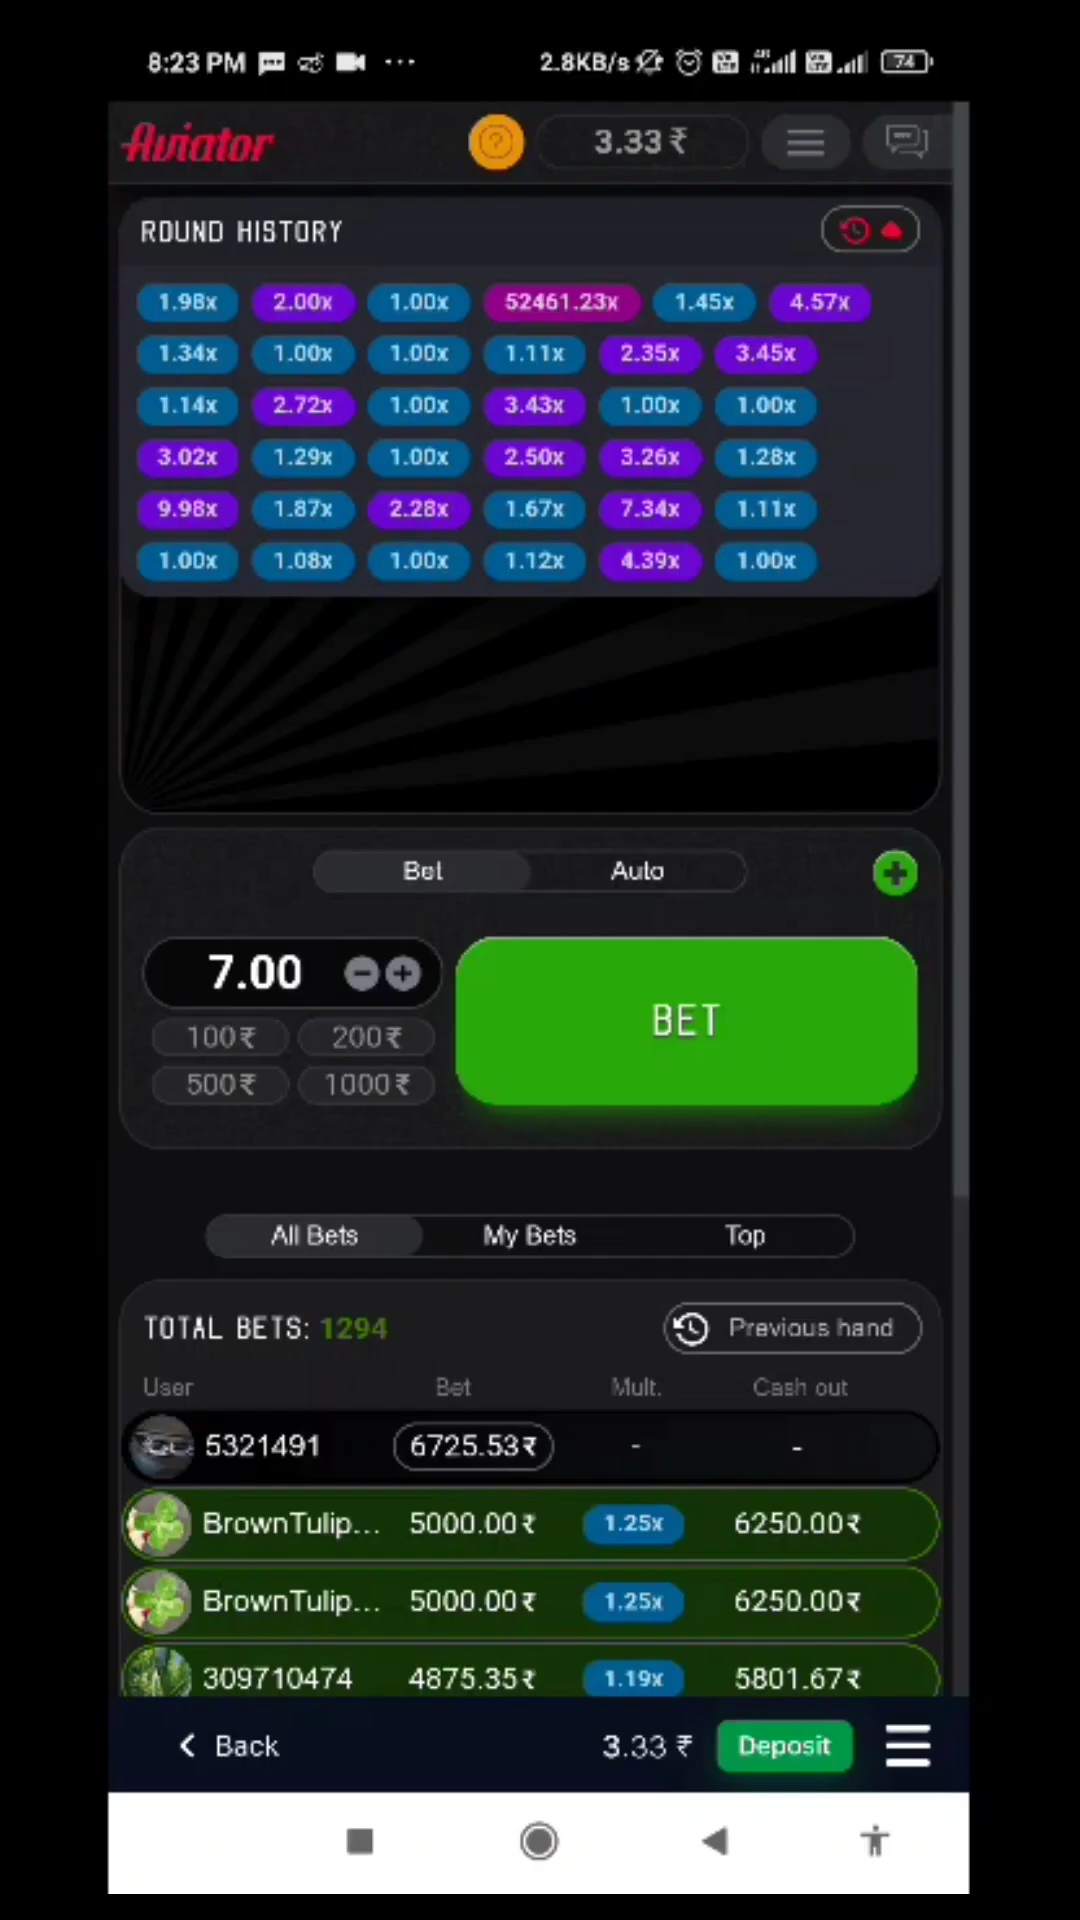 8:23 PM ... 2.8KB/s 4G 74
Aviator 3.33 ₹
ROUND HISTORY
1.98x 2.00x 1.00x 52461.23x 1.45x 4.57x
1.34x 1.00x 1.00x 1.11x 2.35x 3.45x
1.14x 2.72x 1.00x 3.43x 1.00x 1.00x
3.02x 1.29x 1.00x 2.50x 3.26x 1.28x
9.98x 1.87x 2.28x 1.67x 7.34x 1.11x
1.00x 1.08x 1.00x 1.12x 4.39x 1.00x
Bet Auto
7.00
BET
100₹ 200₹
500₹ 1000₹
All Bets My Bets Top
TOTAL BETS: 1294 Previous hand
User Bet Mult. Cash out
5321491 6725.53₹ - -
BrownTulip... 5000.00₹ 1.25x 6250.00₹
BrownTulip... 5000.00₹ 1.25x 6250.00₹
309710474 4875.35₹ 1.19x 5801.67₹
Back 3.33 ₹ Deposit